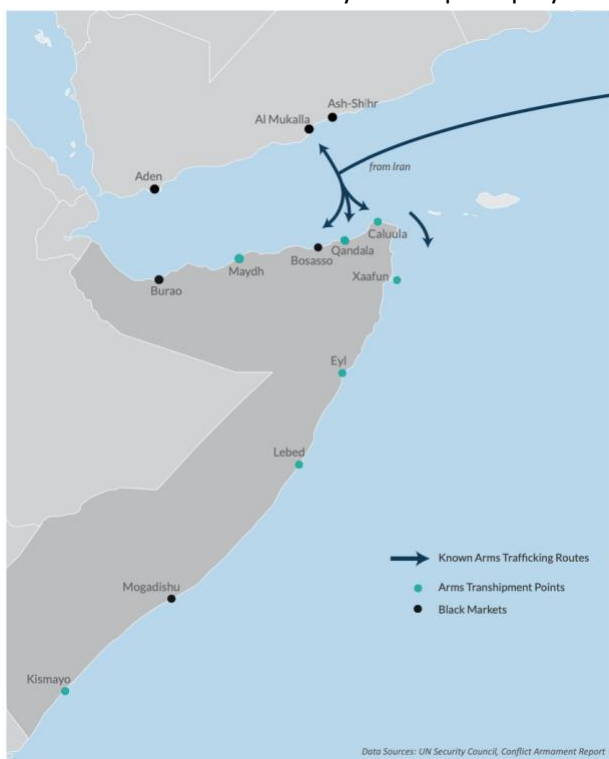 Ash-Shihr
Al Mukalla
from Iran
Aden
Caluula
Qandala
Bosasso
Maydh
Xaafun
Burao
Eyl
Lebed
Known Arms Trafficking Routes
Arms Transhipment Points
Black Markets
Mogadishu
Kismayo
Data Sources: UN Security Council, Conflict Armament Report